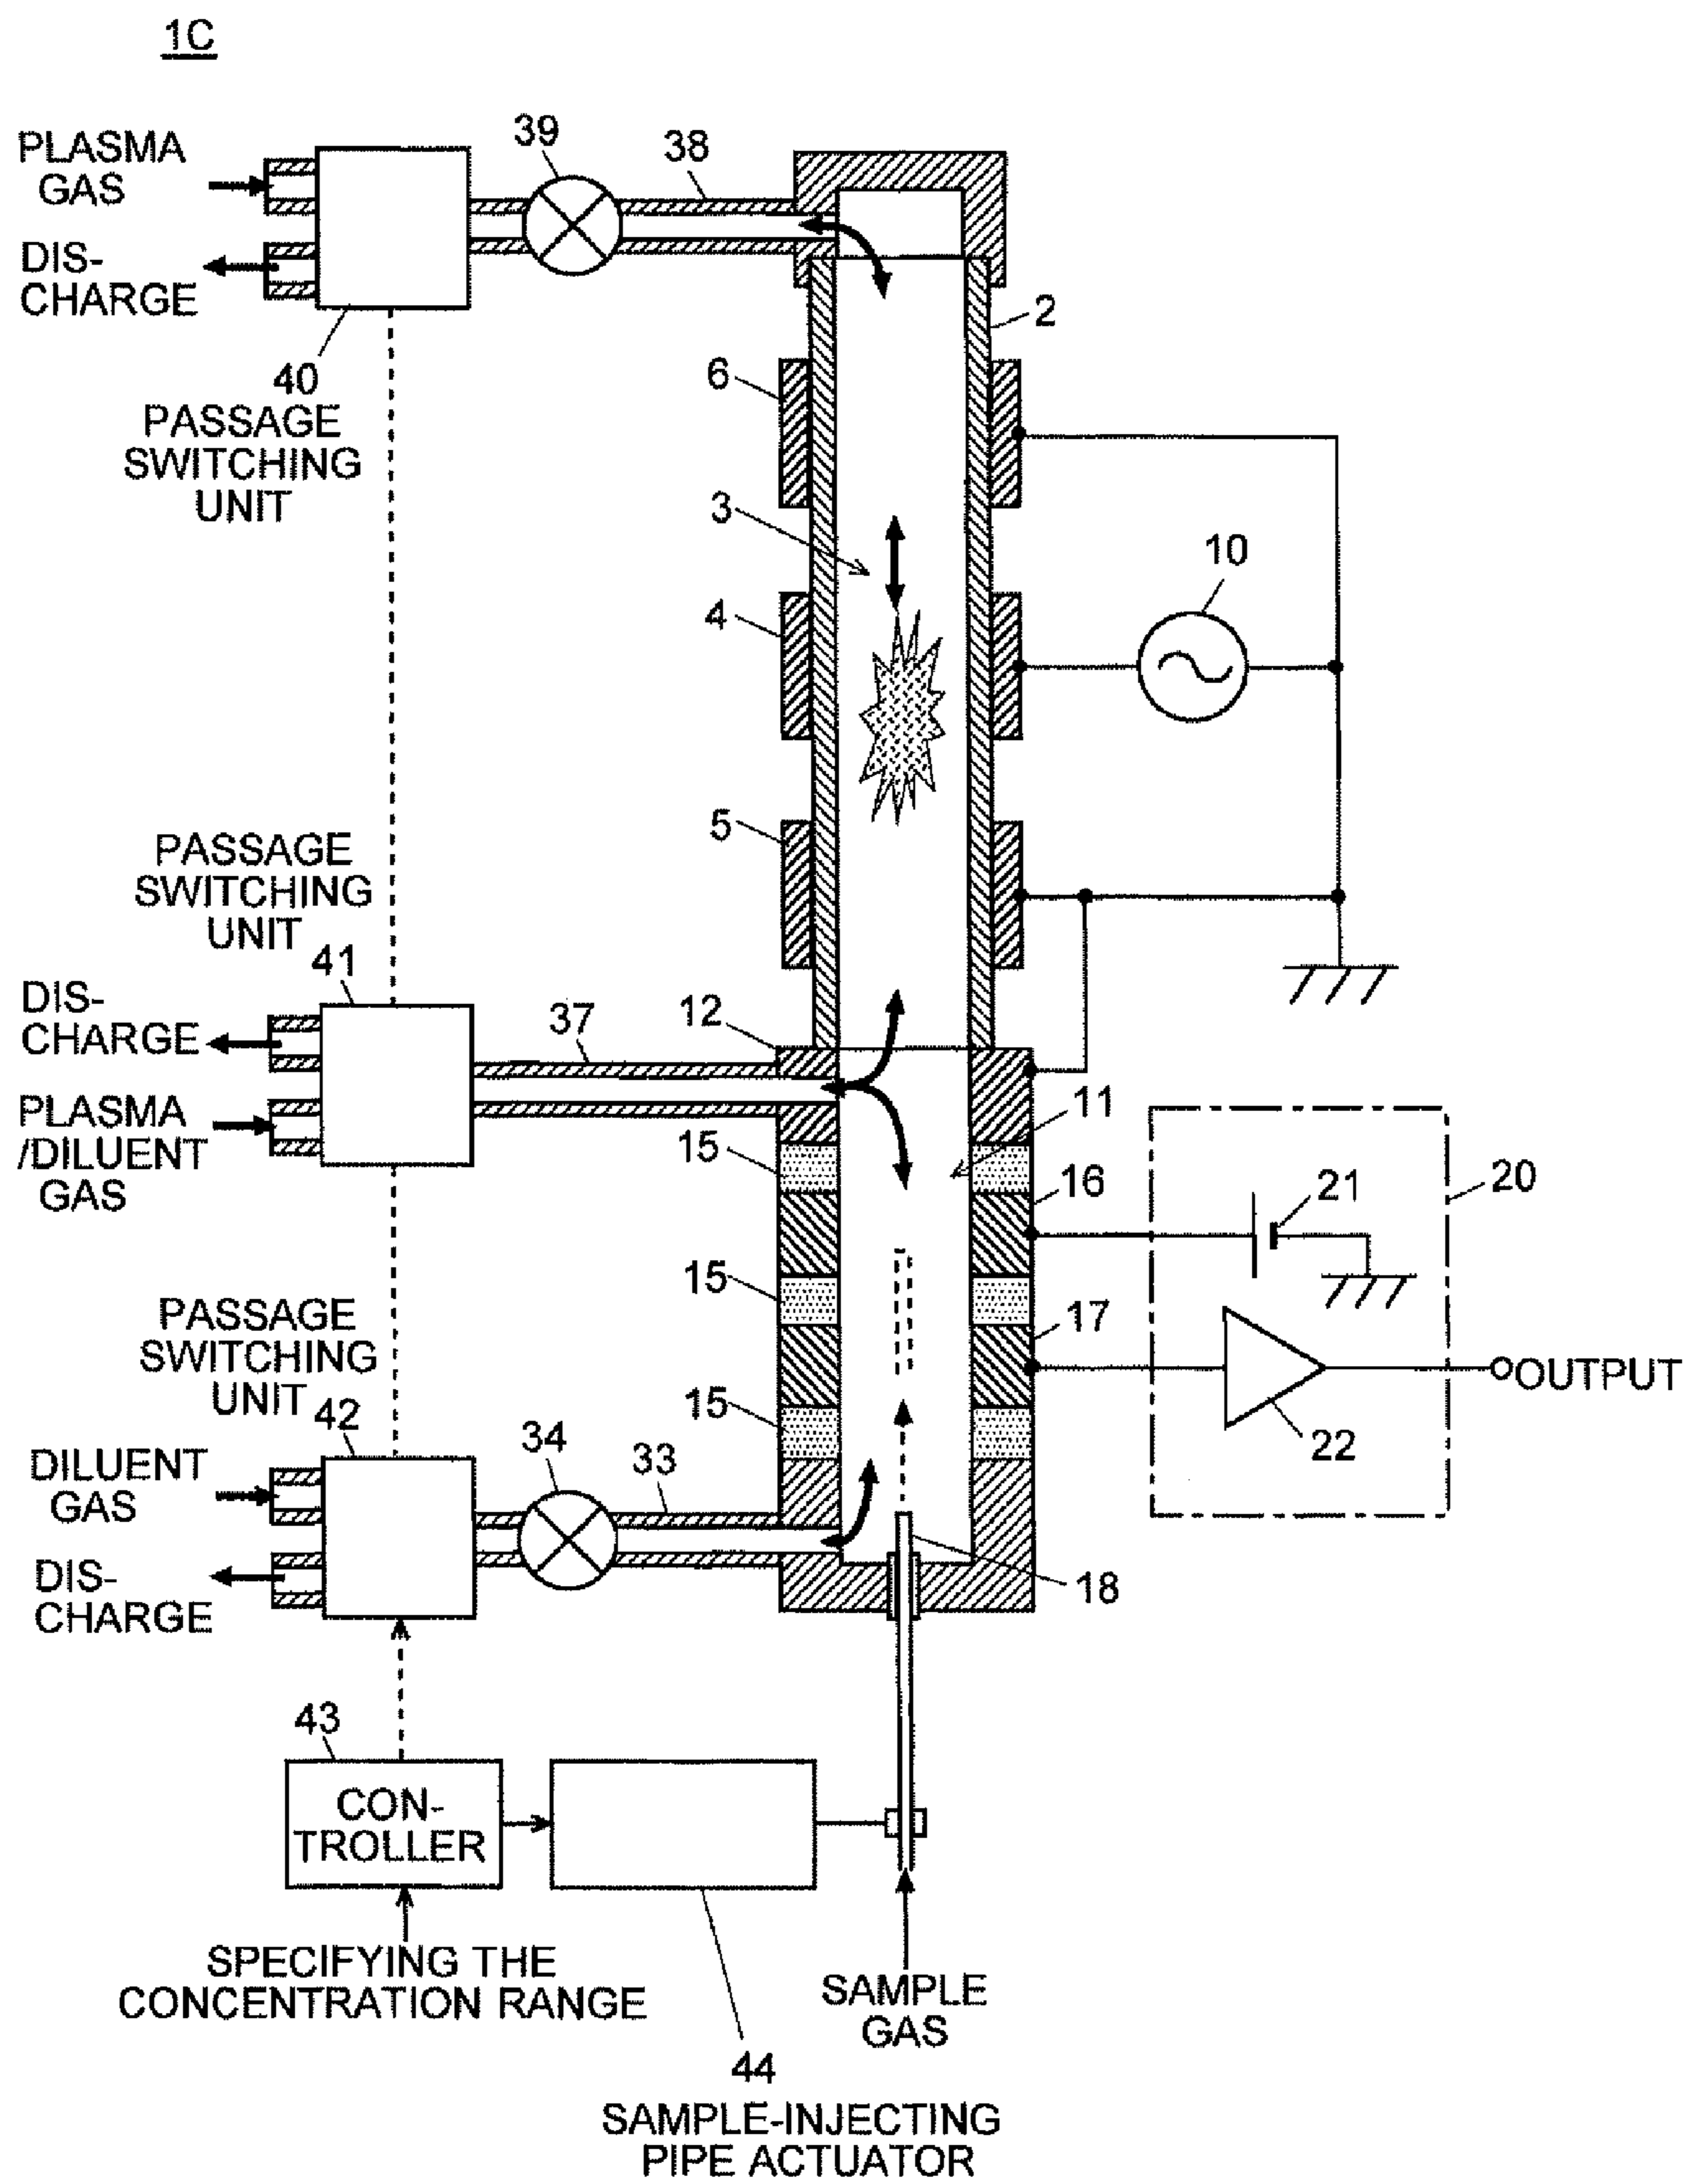 1C
PLASMA
GAS
DIS-
CHARGE
39
38
40
PASSAGE
SWITCHING
UNIT
2
6
3
4
5
10
PASSAGE
SWITCHING
UNIT
41
DIS-
CHARGE
PLASMA
/DILUENT
GAS
37
12
11
15
16
21
20
15
17
OUTPUT
15
22
PASSAGE
SWITCHING
UNIT
42
DILUENT
GAS
DIS-
CHARGE
34
33
18
43
CON-
TROLLER
SPECIFYING THE
CONCENTRATION RANGE
SAMPLE
GAS
44
SAMPLE-INJECTING
PIPE ACTUATOR